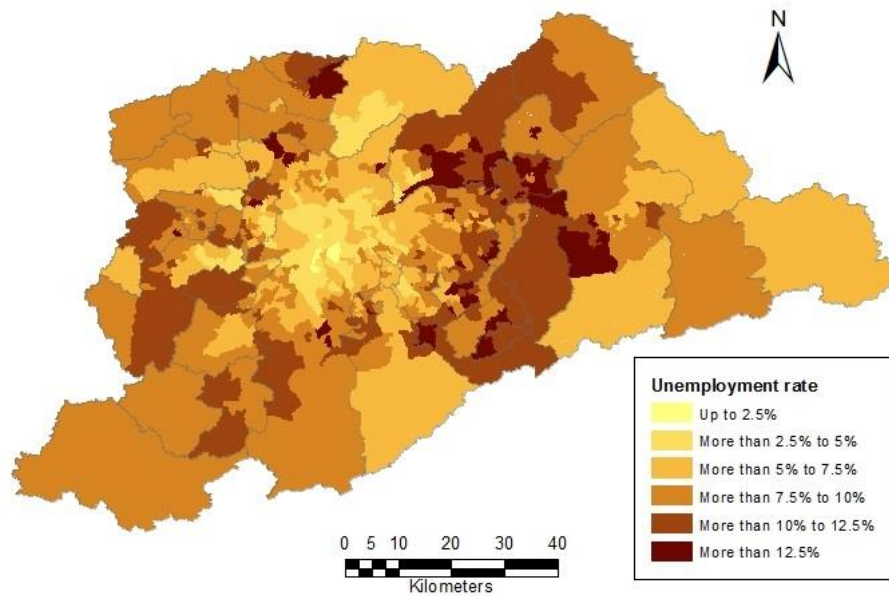 N
Unemployment rate
Up to 2.5%
More than 2.5% to 5%
More than 5% to 7.5%
More than 7.5% to 10%
More than 10% to 12.5%
More than 12.5%
0 5 10 20 30 40
Kilometers